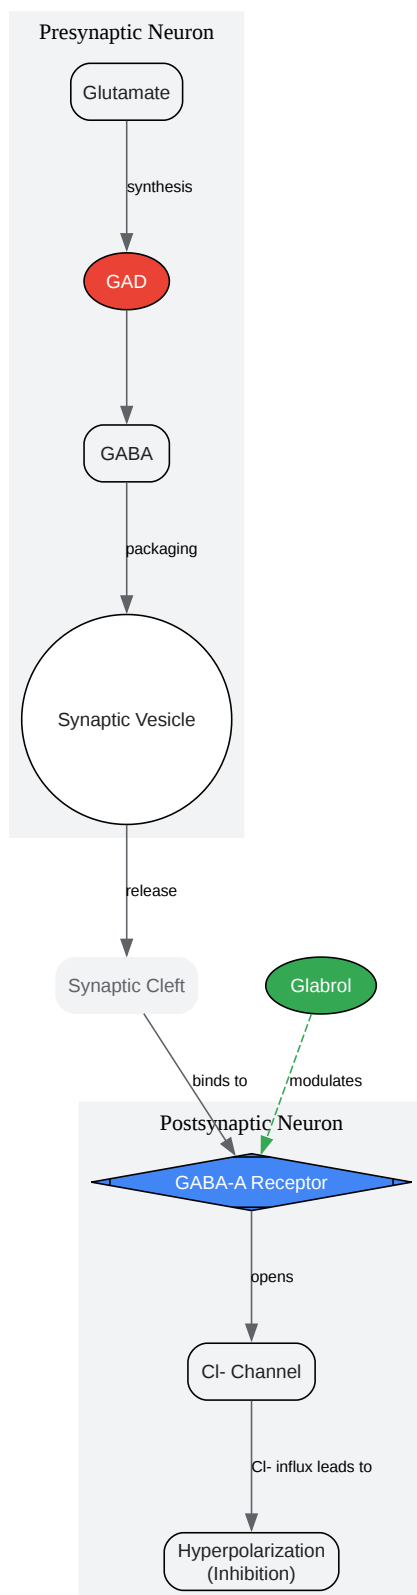 Presynaptic Neuron
Glutamate
synthesis
GAD
GABA
packaging
Synaptic Vesicle
release
Synaptic Cleft
Glabrol
binds to
modulates
Postsynaptic Neuron
GABA-A Receptor
opens
Cl- Channel
Cl- influx leads to
Hyperpolarization
(Inhibition)